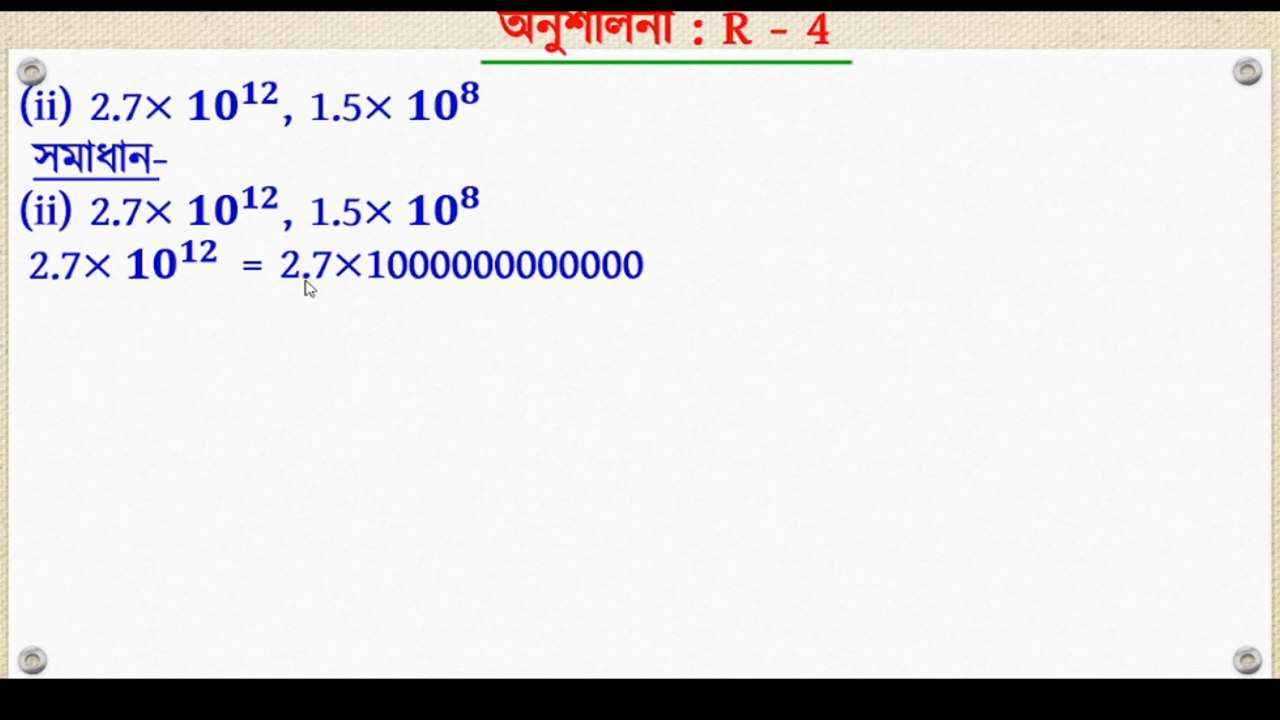 অনুশীলনী : R - 4
(ii) 2.7× 10¹², 1.5× 10⁸
সমাধান-
(ii) 2.7× 10¹², 1.5× 10⁸
2.7× 10¹² = 2.7×1000000000000